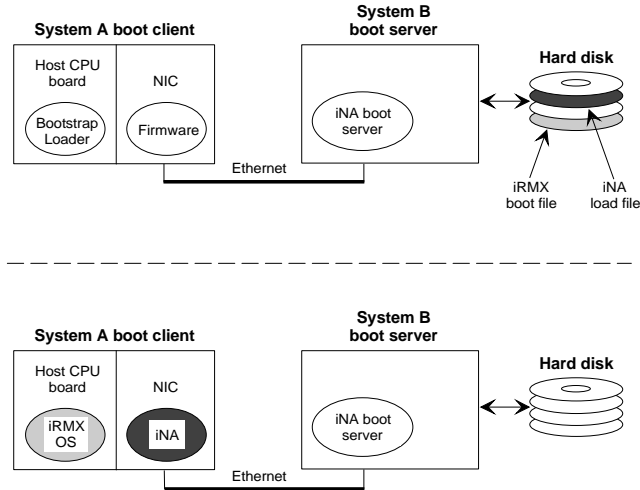 System A boot client
System B
boot server
Host CPU
board
NIC
Hard disk
Bootstrap
Loader
Firmware
iNA boot
server
Ethernet
iRMX
boot file
iNA
load file
System A boot client
System B
boot server
Host CPU
board
NIC
Hard disk
iRMX
OS
iNA
iNA boot
server
Ethernet